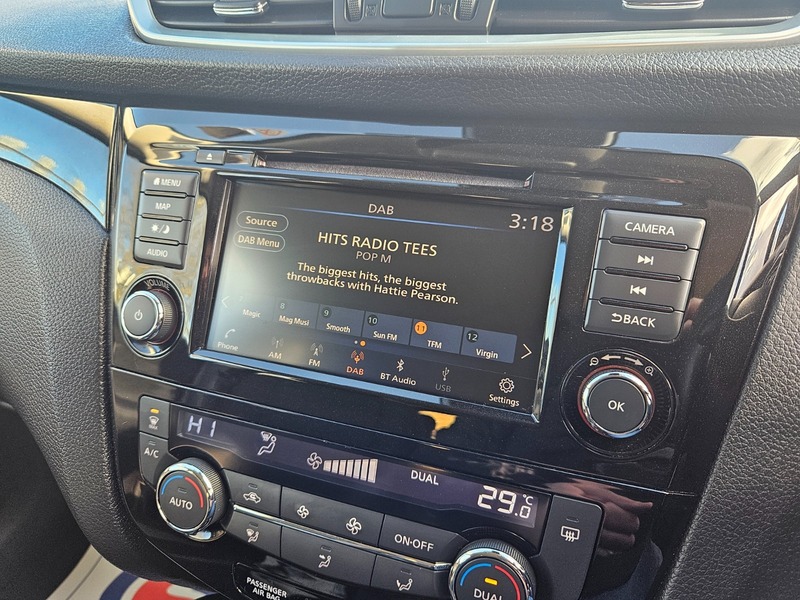 MENU
MAP
AUDIO
VOLUME
DAB
3:18
Source
DAB Menu
HITS RADIO TEES
POP M
The biggest hits, the biggest
throwbacks with Hattie Pearson.
Magic
8
Mag Musi
9
Smooth
10
Sun FM
11
TFM
12
Virgin
Phone
AM
FM
DAB
BT Audio
USB
Settings
CAMERA
BACK
OK
HI
DUAL
29.0 °C
A/C
AUTO
ON·OFF
DUAL
PASSENGER
AIR BAG